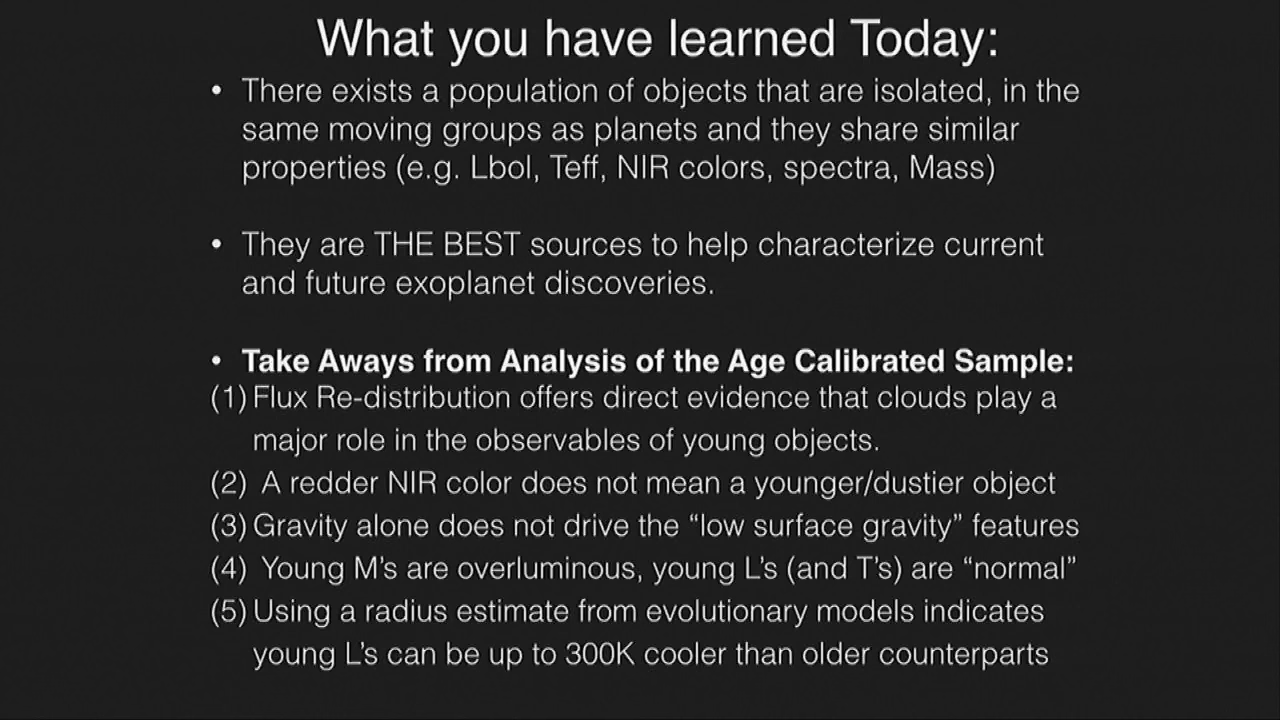 What you have learned Today:
• There exists a population of objects that are isolated, in the
same moving groups as planets and they share similar
properties (e.g. Lbol, Teff, NIR colors, spectra, Mass)
• They are THE BEST sources to help characterize current
and future exoplanet discoveries.
• Take Aways from Analysis of the Age Calibrated Sample:
(1) Flux Re-distribution offers direct evidence that clouds play a
major role in the observables of young objects.
(2) A redder NIR color does not mean a younger/dustier object
(3) Gravity alone does not drive the “low surface gravity” features
(4) Young M’s are overluminous, young L’s (and T’s) are “normal”
(5) Using a radius estimate from evolutionary models indicates
young L’s can be up to 300K cooler than older counterparts